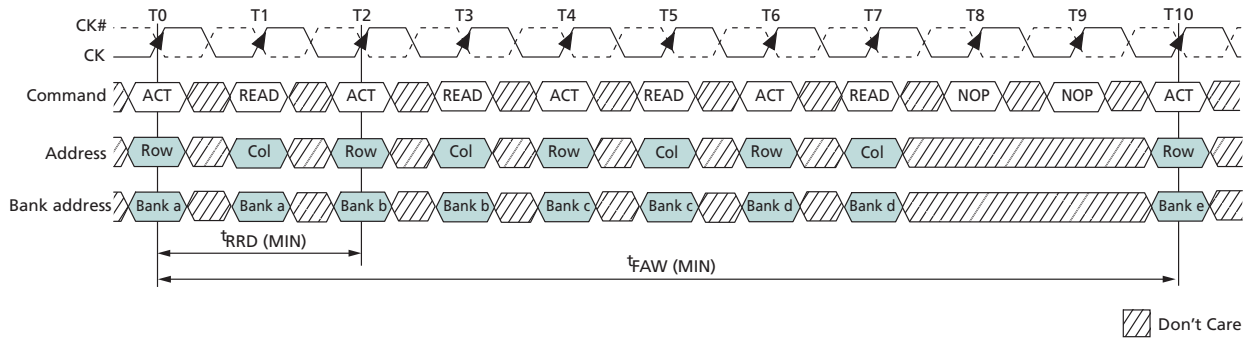 T0 T1 T2 T3 T4 T5 T6 T7 T8 T9 T10
CK#
CK
Command ACT READ ACT READ ACT READ ACT READ NOP NOP ACT
Address Row Col Row Col Row Col Row Col Row
Bank address Bank a Bank a Bank b Bank b Bank c Bank c Bank d Bank d Bank e
tRRD (MIN)
tFAW (MIN)
Don't Care